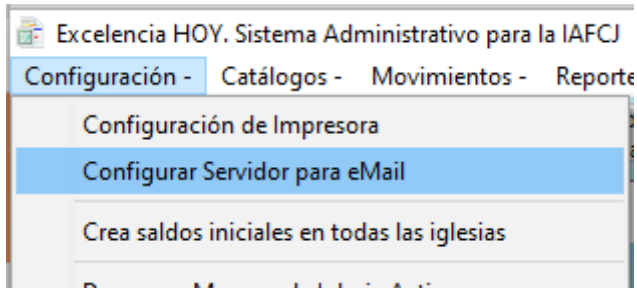 Excelencia HOY. Sistema Administrativo para la IAFCJ
Configuración - Catálogos - Movimientos - Reporte
Configuración de Impresora
Configurar Servidor para eMail
Crea saldos iniciales en todas las iglesias